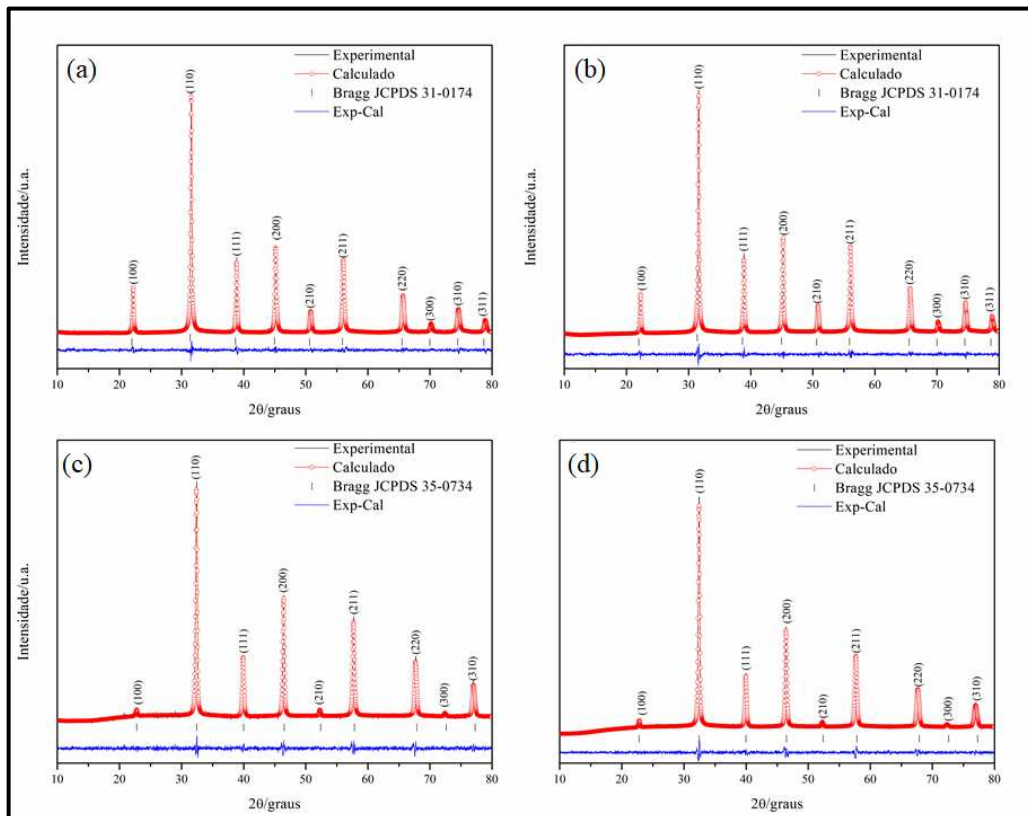 (a)
Experimental
Calculado
Bragg JCPDS 31-0174
Exp-Cal
(100)
(110)
(111)
(200)
(210)
(211)
(220)
(300)
(310)
(311)
Intensidade/u.a.
10 20 30 40 50 60 70 80
2θ/graus
(b)
Experimental
Calculado
Bragg JCPDS 31-0174
Exp-Cal
(100)
(110)
(111)
(200)
(210)
(211)
(220)
(300)
(310)
(311)
Intensidade/u.a.
10 20 30 40 50 60 70 80
2θ/graus
(c)
Experimental
Calculado
Bragg JCPDS 35-0734
Exp-Cal
(100)
(110)
(111)
(200)
(210)
(211)
(220)
(300)
(310)
Intensidade/u.a.
10 20 30 40 50 60 70 80
2θ/graus
(d)
Experimental
Calculado
Bragg JCPDS 35-0734
Exp-Cal
(100)
(110)
(111)
(200)
(210)
(211)
(220)
(300)
(310)
Intensidade/u.a.
10 20 30 40 50 60 70 80
2θ/graus